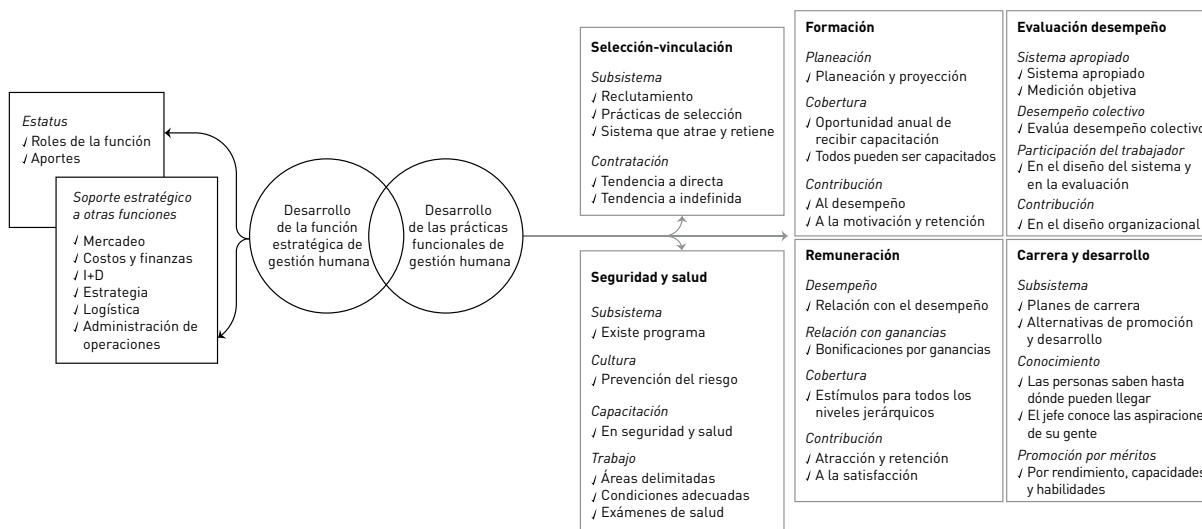 Estatus
✓ Roles de la función
✓ Aportes
Soporte estratégico
a otras funciones
✓ Mercadeo
✓ Costos y finanzas
✓ I+D
✓ Estrategia
✓ Logística
✓ Administración de
operaciones
Desarrollo
de la función
estratégica de
gestión humana
Desarrollo
de las prácticas
funcionales de
gestión humana
Selección-vinculación
Subsistema
✓ Reclutamiento
✓ Prácticas de selección
✓ Sistema que atrae y retiene
Contratación
✓ Tendencia a directa
✓ Tendencia a indefinida
Seguridad y salud
Subsistema
✓ Existe programa
Cultura
✓ Prevención del riesgo
Capacitación
✓ En seguridad y salud
Trabajo
✓ Áreas delimitadas
✓ Condiciones adecuadas
✓ Exámenes de salud
Formación
Planeación
✓ Planeación y proyección
Cobertura
✓ Oportunidad anual de
recibir capacitación
✓ Todos pueden ser capacitados
Contribución
✓ Al desempeño
✓ A la motivación y retención
Remuneración
Desempeño
✓ Relación con el desempeño
Relación con ganancias
✓ Bonificaciones por ganancias
Cobertura
✓ Estímulos para todos los
niveles jerárquicos
Contribución
✓ Atracción y retención
✓ A la satisfacción
Evaluación desempeño
Sistema apropiado
✓ Sistema apropiado
✓ Medición objetiva
Desempeño colectivo
✓ Evalúa desempeño colectivo
Participación del trabajador
✓ En el diseño del sistema y
en la evaluación
Contribución
✓ En el diseño organizacional
Carrera y desarrollo
Subsistema
✓ Planes de carrera
✓ Alternativas de promoción
y desarrollo
Conocimiento
✓ Las personas saben hasta
dónde pueden llegar
✓ El jefe conoce las aspiracione
de su gente
Promoción por méritos
✓ Por rendimiento, capacidades
y habilidades